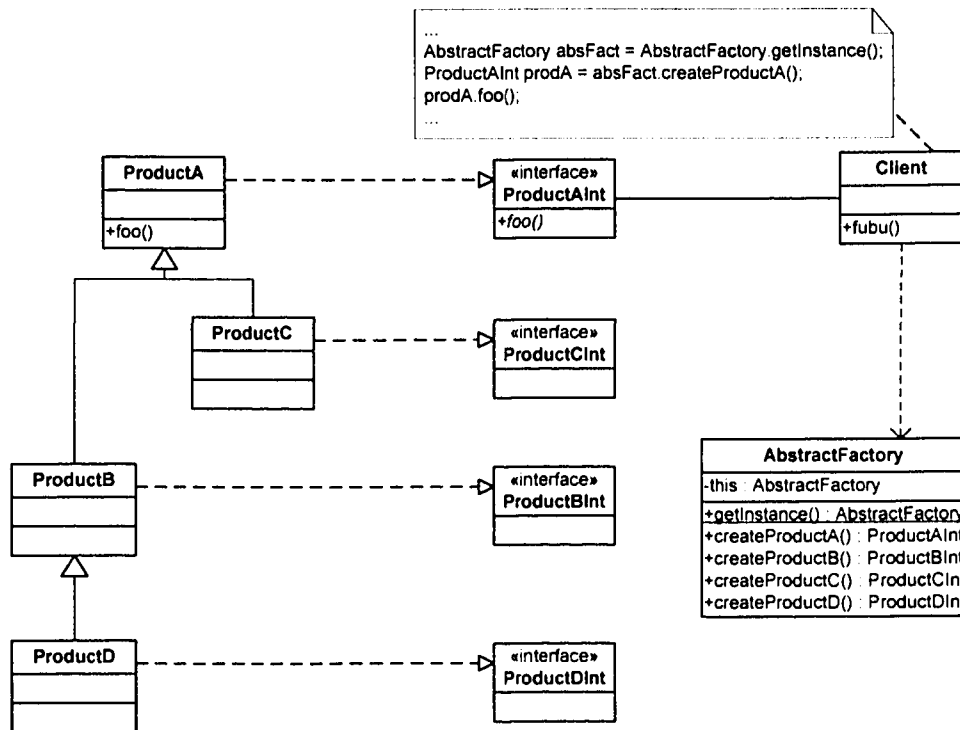 ...
AbstractFactory absFact = AbstractFactory.getInstance();
ProductAInt prodA = absFact.createProductA();
prodA.foo();
...
ProductA
+foo()
«interface»
ProductAInt
+foo()
Client
+fubu()
ProductC
«interface»
ProductCInt
ProductB
«interface»
ProductBInt
AbstractFactory
-this : AbstractFactory
+getInstance() : AbstractFactory
+createProductA() : ProductAInt
+createProductB() : ProductBInt
+createProductC() : ProductCInt
+createProductD() : ProductDInt
ProductD
«interface»
ProductDInt